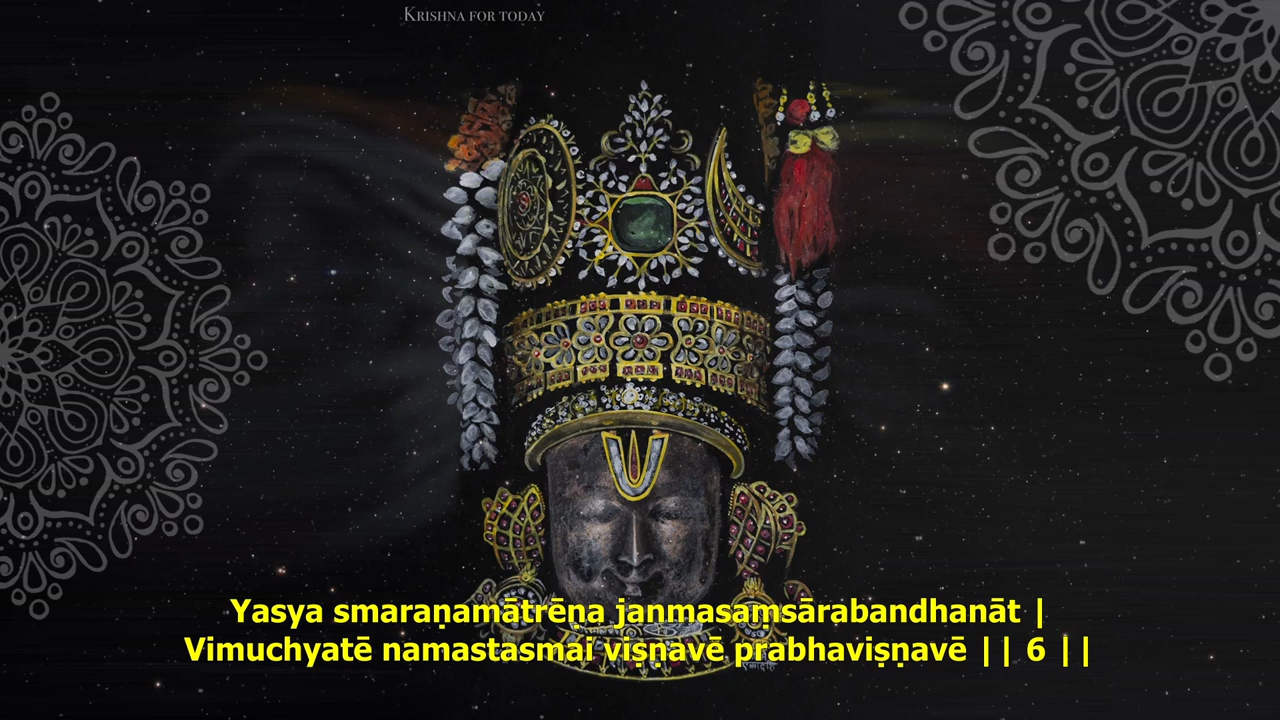 Krishna for today
Yasya smaraṇamātrēṇa janmasaṃsārabandhanāt |
Vimuchyatē namastasmai viṣṇavē prabhaviṣṇavē || 6 ||